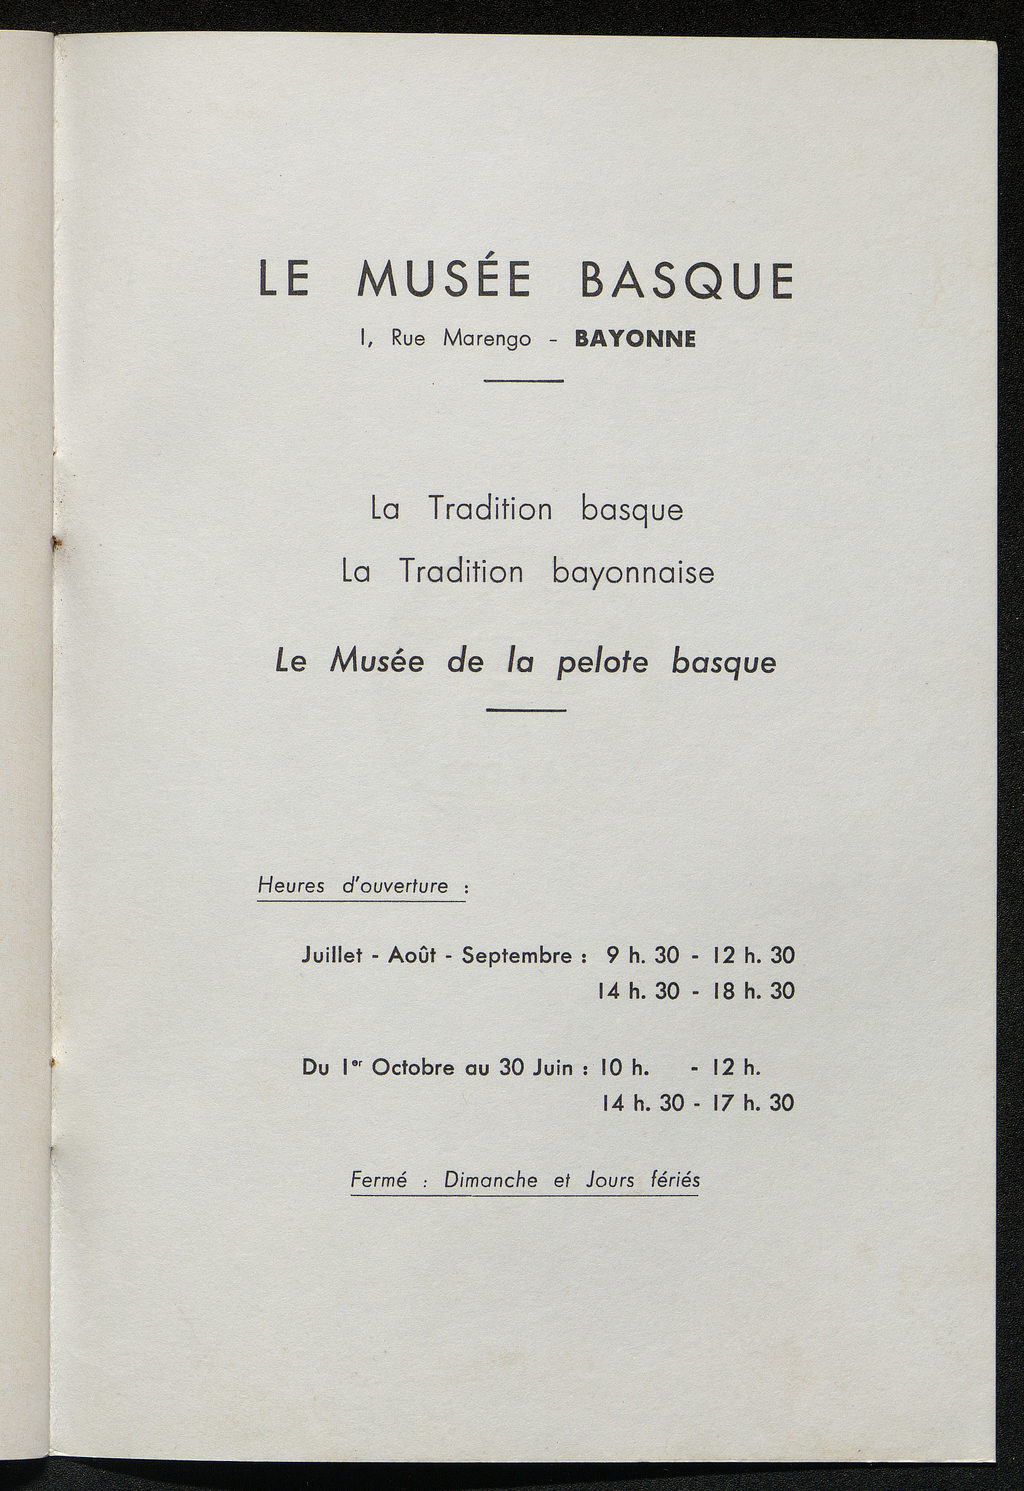 LE MUSÉE BASQUE
1, Rue Marengo - BAYONNE
La Tradition basque
La Tradition bayonnaise
Le Musée de la pelote basque
Heures d'ouverture :
Juillet - Août - Septembre : 9 h. 30 - 12 h. 30
14 h. 30 - 18 h. 30
Du 1er Octobre au 30 Juin : 10 h. - 12 h.
14 h. 30 - 17 h. 30
Fermé : Dimanche et Jours fériés